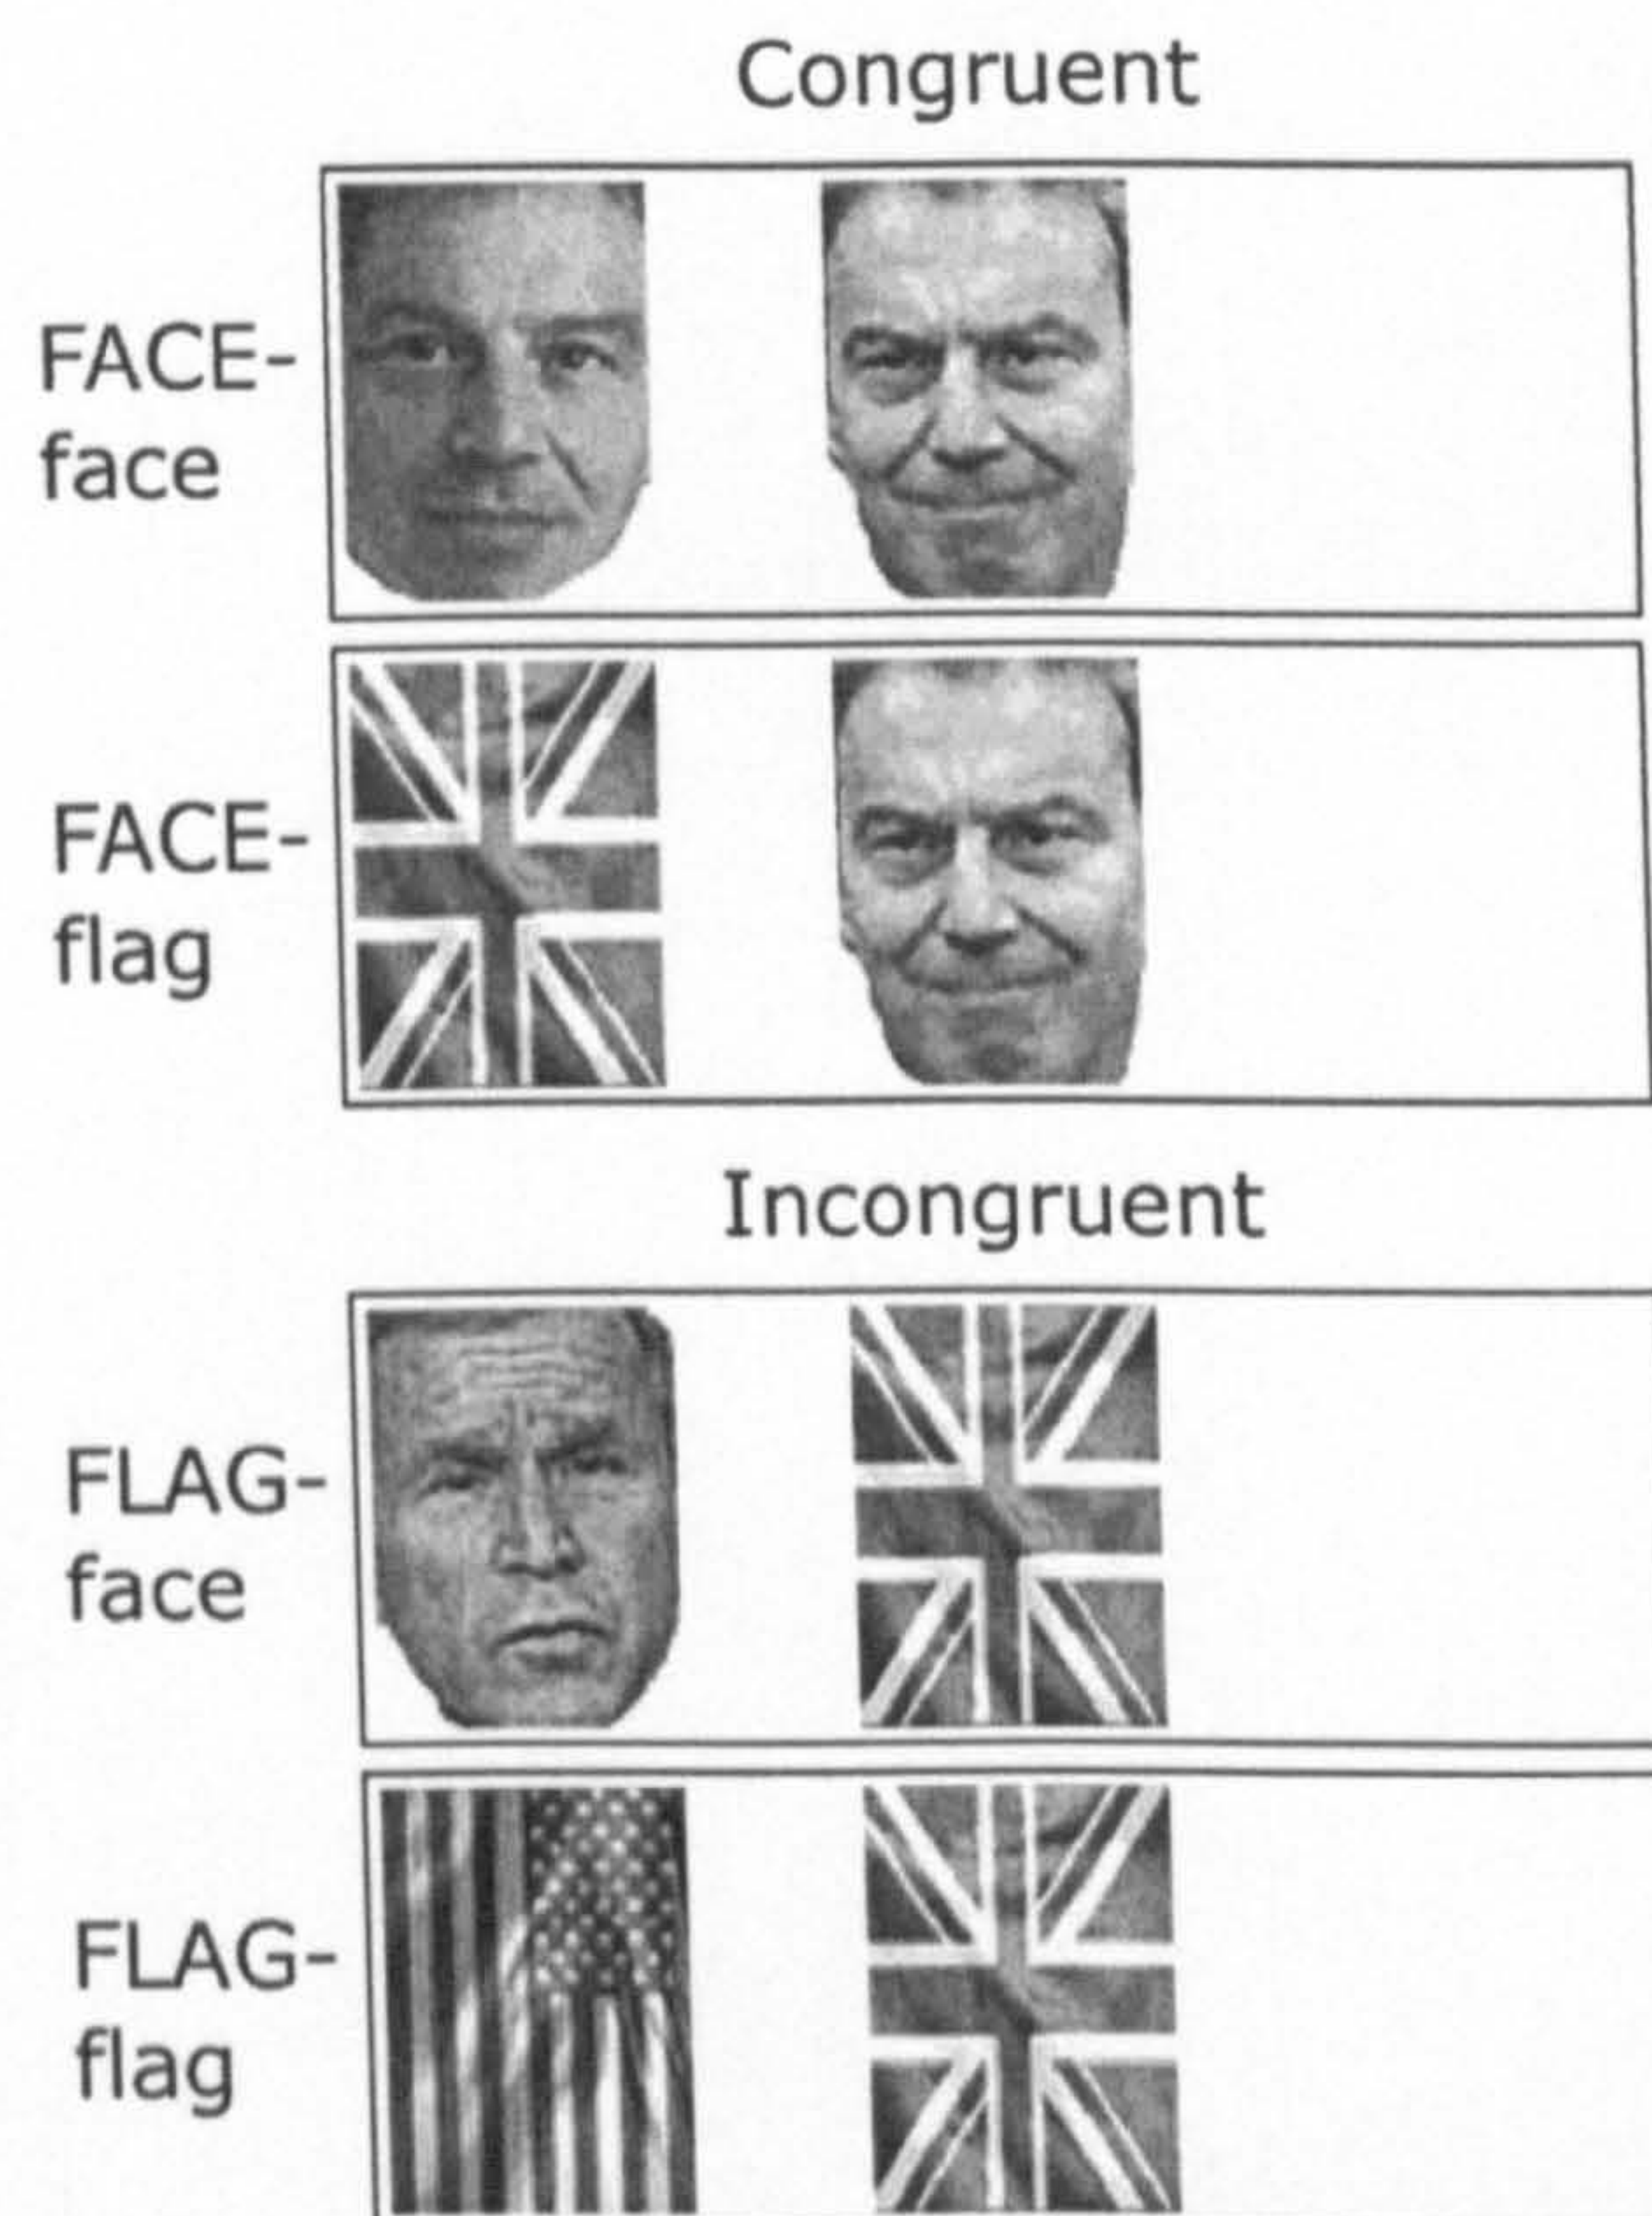 Congruent
FACE-
face
FACE-
flag
Incongruent
FLAG-
face
FLAG-
flag